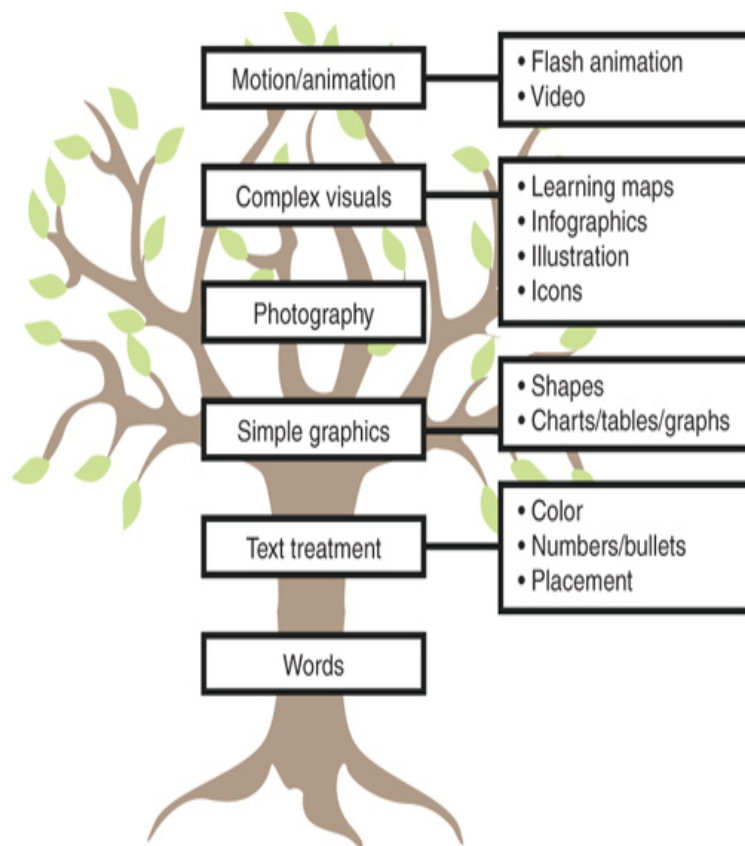 Motion/animation
• Flash animation
• Video
Complex visuals
• Learning maps
• Infographics
• Illustration
• Icons
Photography
Simple graphics
• Shapes
• Charts/tables/graphs
Text treatment
• Color
• Numbers/bullets
• Placement
Words